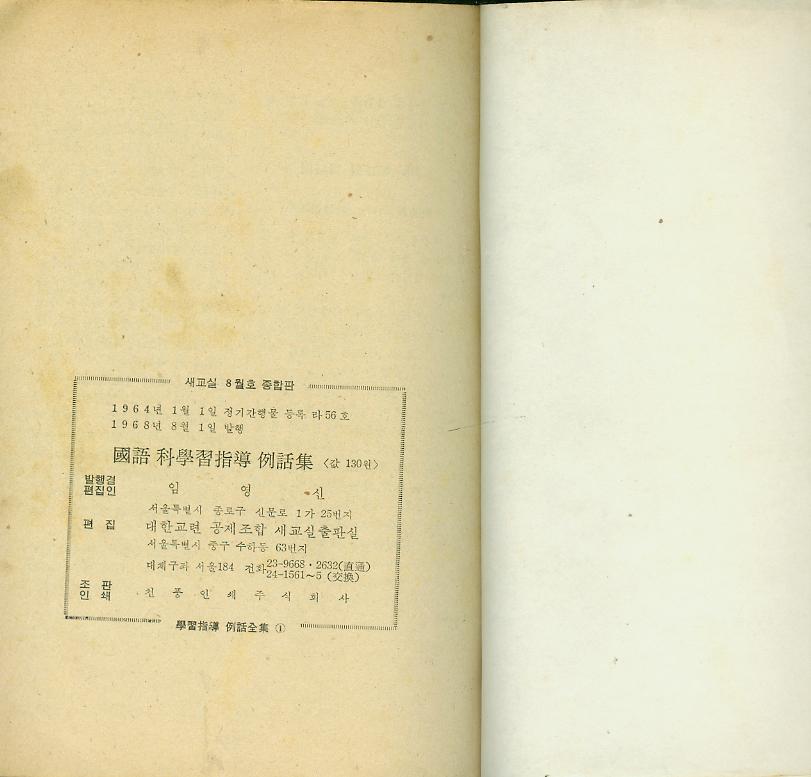 새교실 8월호 종합판
1964년 1월 1일 정기간행물 등록 라56호
1968년 8월 1일 발행
國語科學習指導 例話集 〈값 130원〉
발행겸
편집인 임 영 신
서울특별시 종로구 신문로 1가 25번지
편 집 대한교련 공제조합 새교실출판실
서울특별시 중구 수하동 63번지
대체구좌 서울184 전화 23-9668·2632(直通)
24-1561~5 (交換)
조 판
인 쇄 천 풍 인 쇄 주 식 회 사
學習指導 例話全集 ①